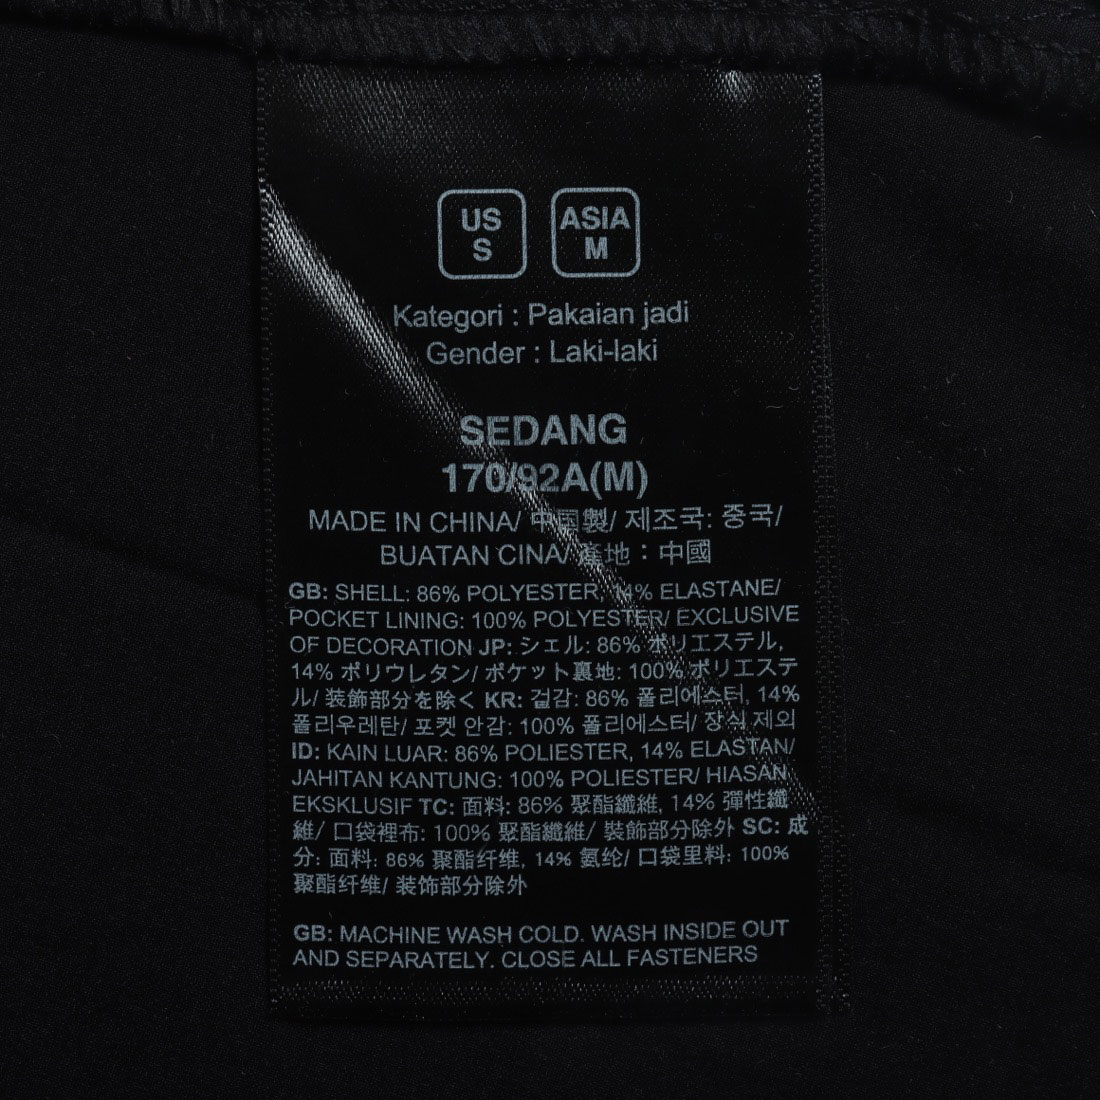 US
S
ASIA
M
Kategori : Pakaian jadi
Gender : Laki-laki
SEDANG
170/92A(M)
MADE IN CHINA/ 中国製/ 제조국: 중국/
BUATAN CINA/ 產地：中國
GB: SHELL: 86% POLYESTER, 14% ELASTANE/
POCKET LINING: 100% POLYESTER/ EXCLUSIVE
OF DECORATION JP: シェル: 86% ポリエステル,
14% ポリウレタン/ ポケット裏地: 100% ポリエステ
ル/ 装飾部分を除く KR: 겉감: 86% 폴리에스터, 14%
폴리우레탄/ 포켓 안감: 100% 폴리에스터/ 장식 제외
ID: KAIN LUAR: 86% POLIESTER, 14% ELASTAN/
JAHITAN KANTUNG: 100% POLIESTER/ HIASAN
EKSKLUSIF TC: 面料: 86% 聚酯纖維, 14% 彈性纖
維/ 口袋裡布: 100% 聚酯纖維/ 裝飾部分除外 SC: 成
分: 面料: 86% 聚酯纤维, 14% 氨纶/ 口袋里料: 100%
聚酯纤维/ 装饰部分除外
GB: MACHINE WASH COLD. WASH INSIDE OUT
AND SEPARATELY. CLOSE ALL FASTENERS